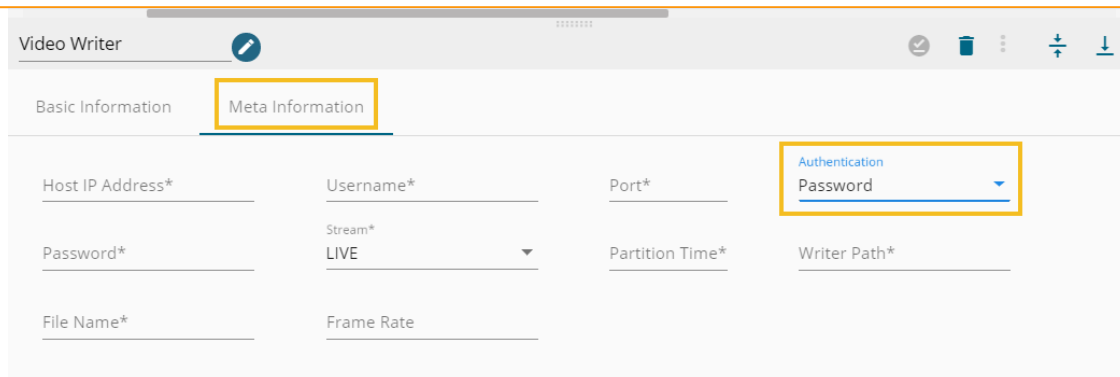 Video Writer
Basic Information Meta Information
Authentication
Host IP Address* Username* Port* Password
Stream*
Password* LIVE Partition Time* Writer Path*
File Name* Frame Rate